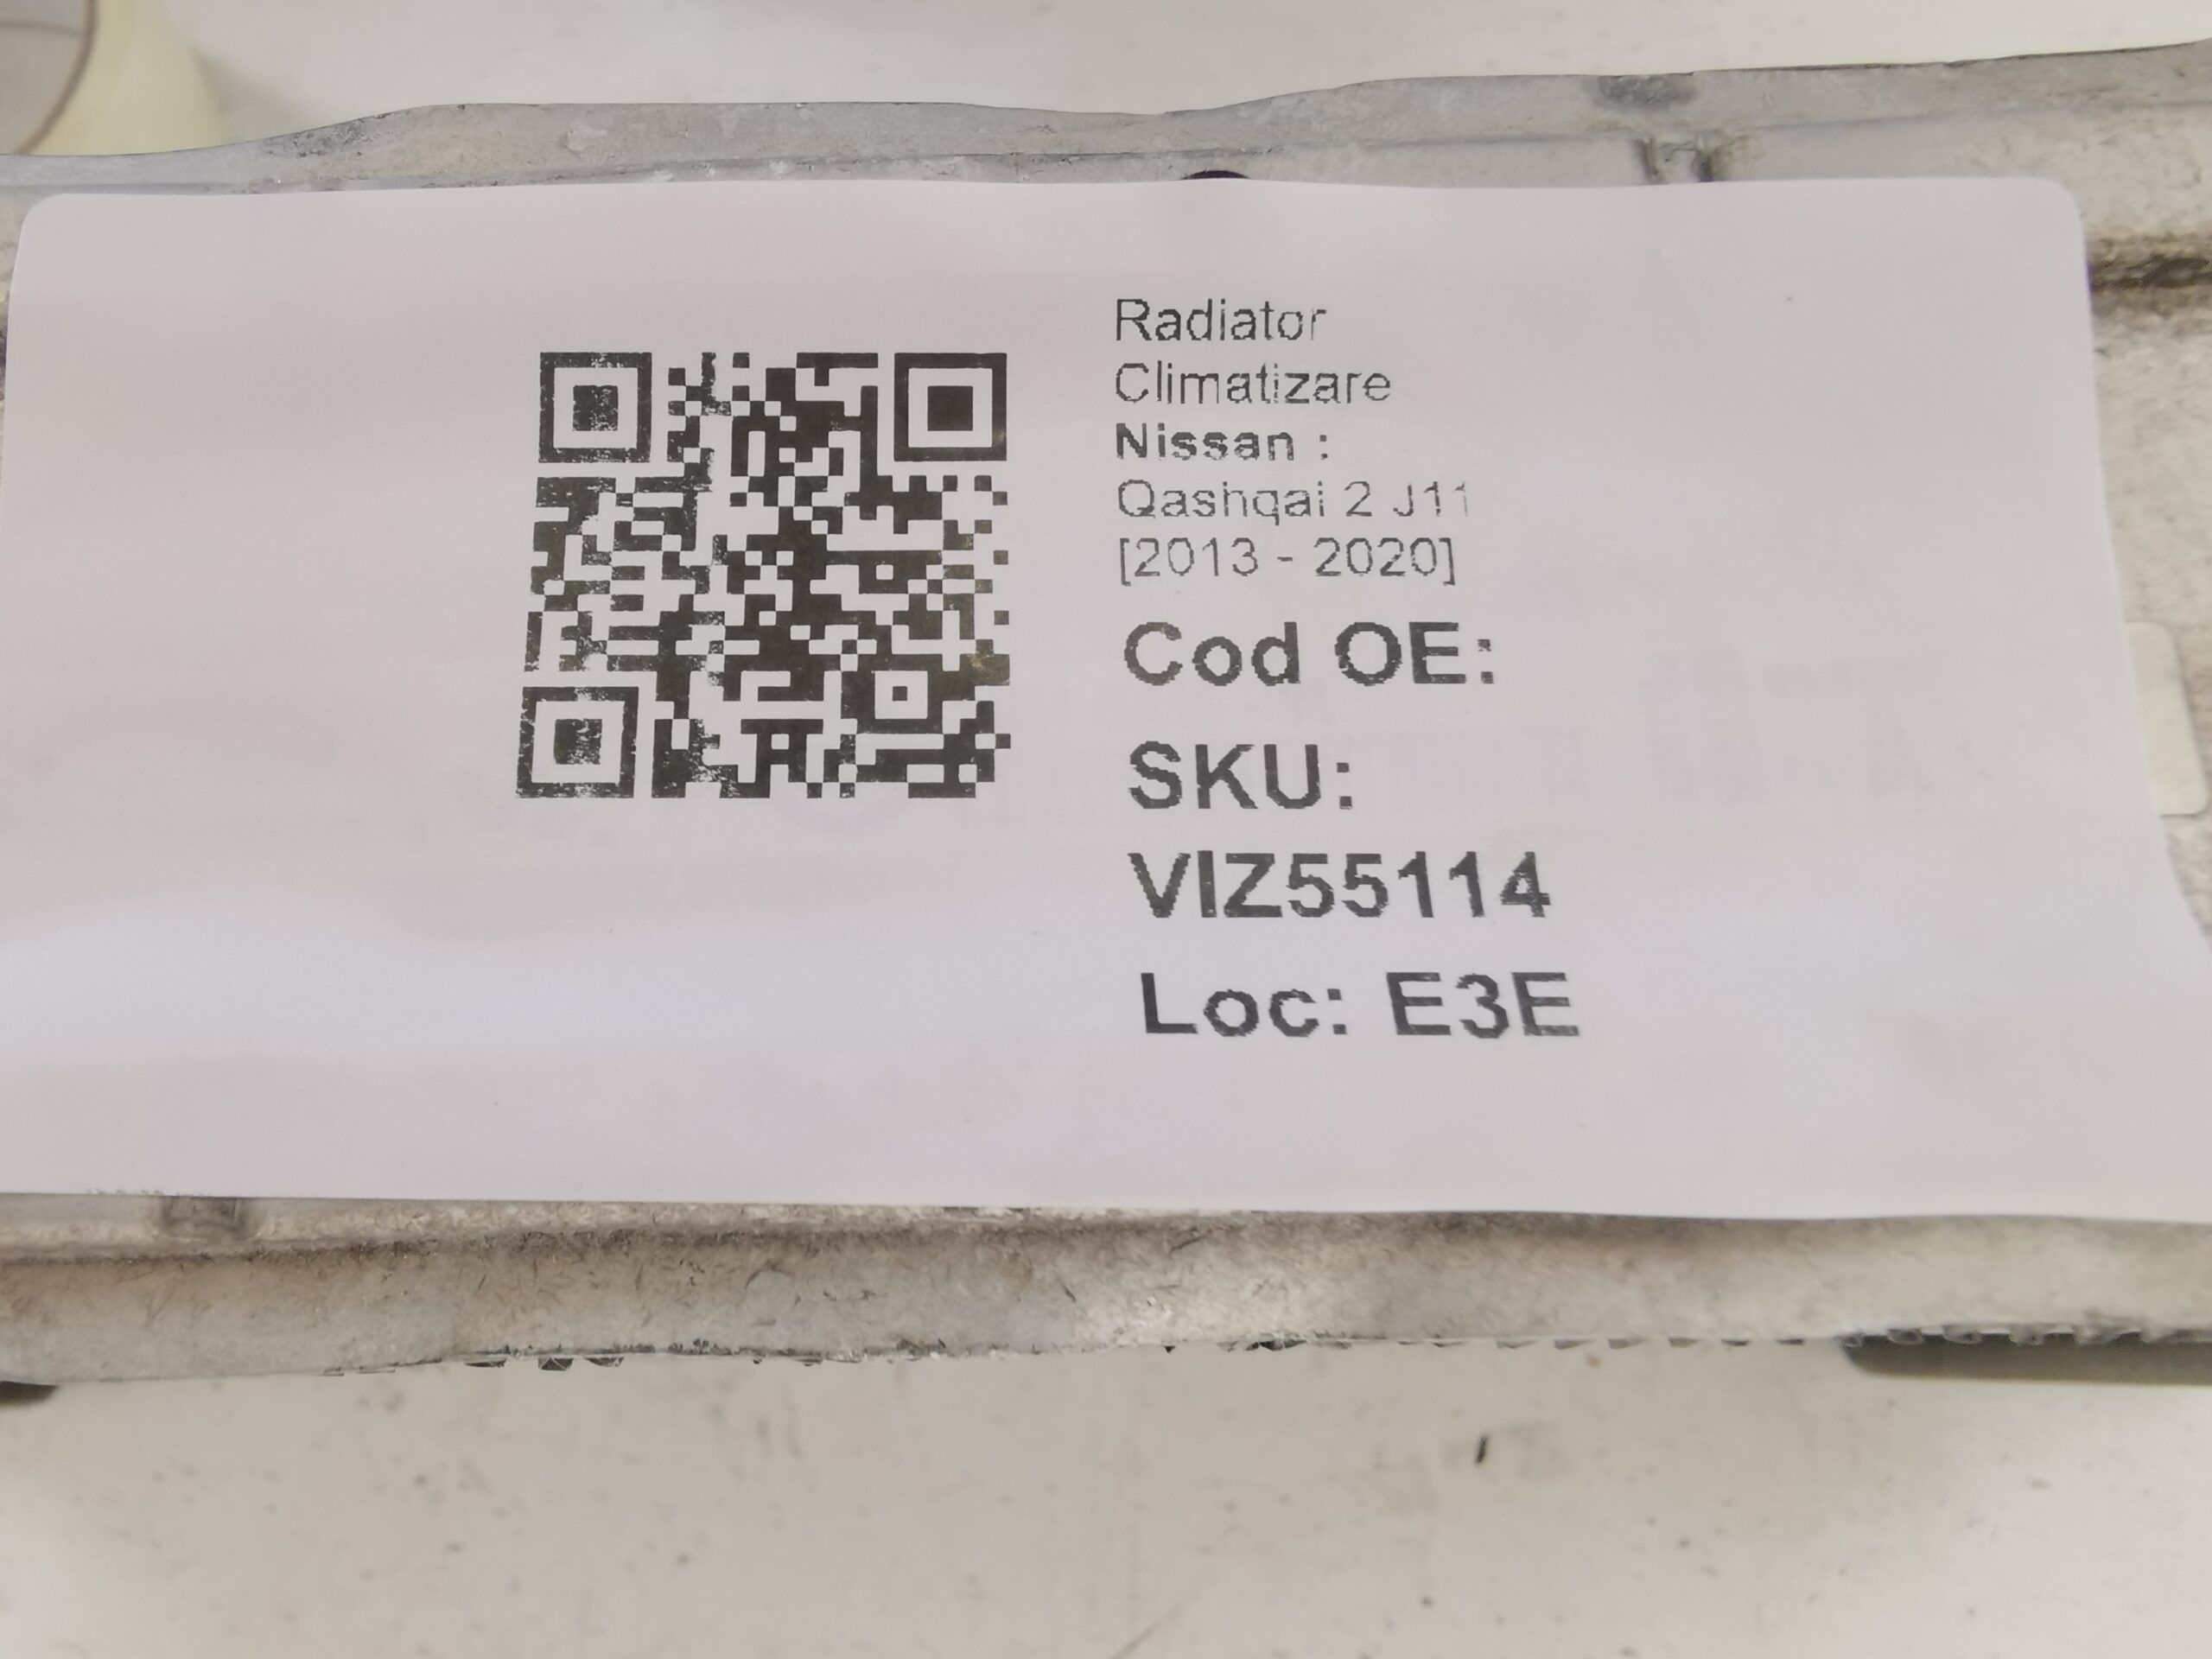 Radiator
Climatizare
Nissan :
Qashqai 2 J11
[2013 - 2020]
Cod OE:
SKU:
VIZ55114
Loc: E3E